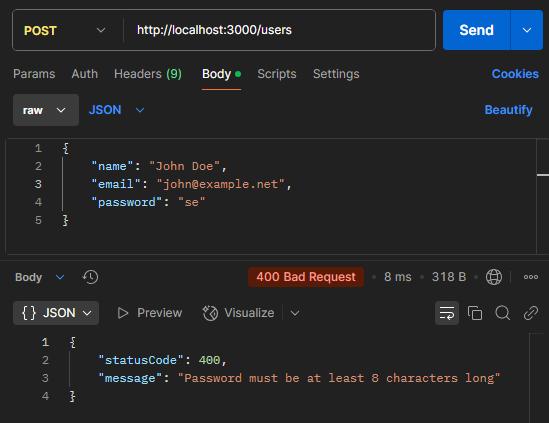 POST http://localhost:3000/users Send
Params Auth Headers (9) Body Scripts Settings Cookies
raw JSON Beautify
1 {
2 "name": "John Doe",
3 "email": "john@example.net",
4 "password": "se"
5 }
Body 400 Bad Request • 8 ms • 318 B
{} JSON Preview Visualize
1 {
2 "statusCode": 400,
3 "message": "Password must be at least 8 characters long"
4 }